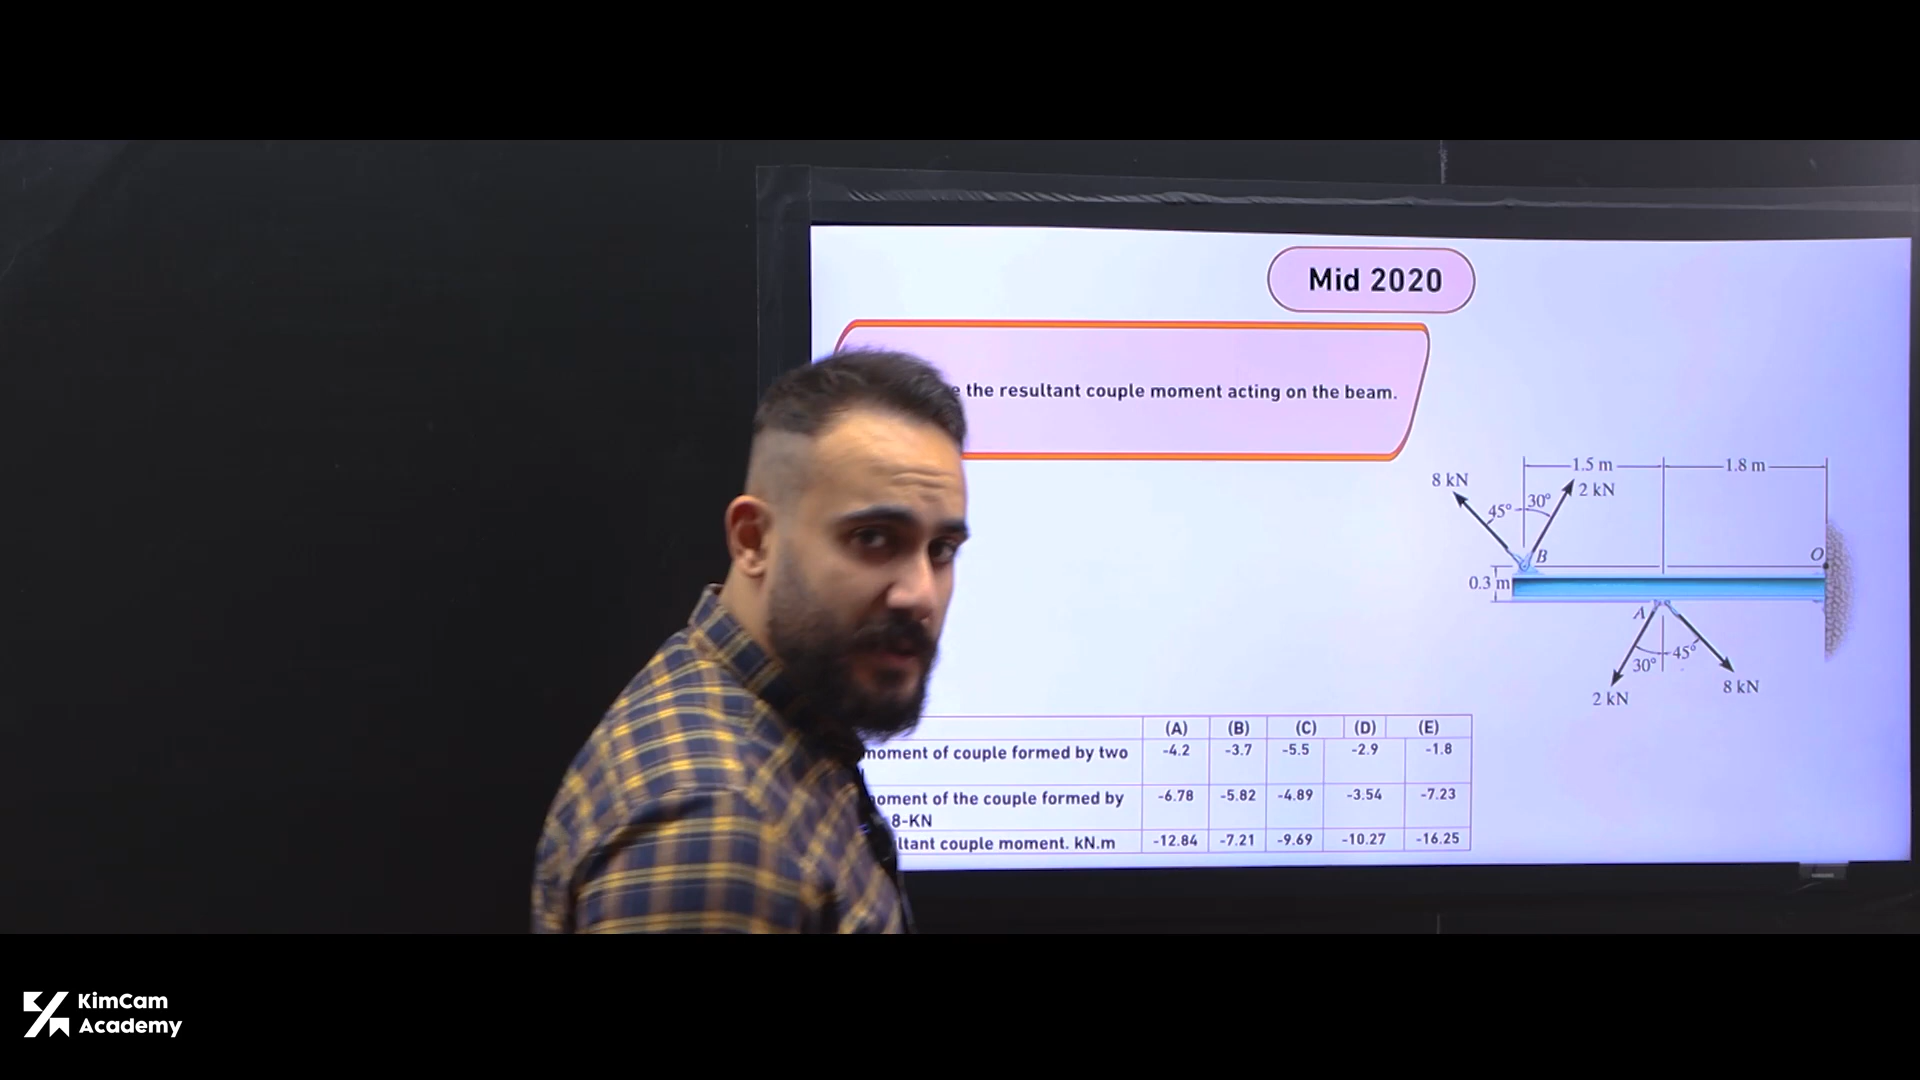 Mid 2020
the resultant couple moment acting on the beam.
1.5 m
1.8 m
8 kN
2 kN
45°
30°
B
O
0.3 m
A
30°
45°
2 kN
8 kN
(A) (B) (C) (D) (E)
moment of couple formed by two -4.2 -3.7 -5.5 -2.9 -1.8
moment of the couple formed by -6.78 -5.82 -4.89 -3.54 -7.23
8-KN
ltant couple moment. kN.m -12.84 -7.21 -9.69 -10.27 -16.25
KimCam
Academy